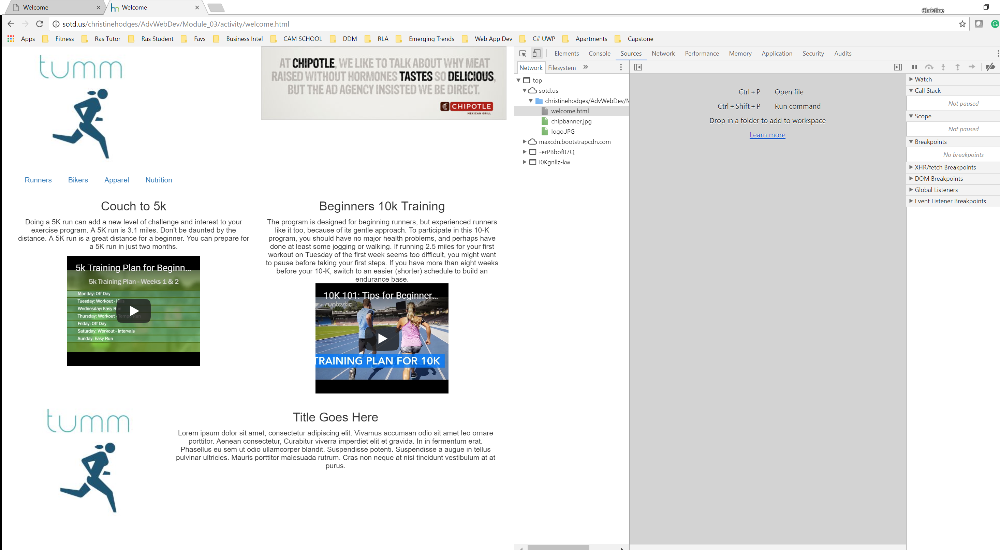 Welcome
Welcome
Christine
sotd.us/christinehodges/AdvWebDev/Module_03/activity/welcome.html
Apps Fitness Ras Tutor Ras Student Favs Business Intel CAM SCHOOL DDM RLA Emerging Trends Web App Dev C# UWP Apartments Capstone
tumm
AT CHIPOTLE, WE LIKE TO TALK ABOUT WHY MEAT
RAISED WITHOUT HORMONES TASTES SO DELICIOUS,
BUT THE AD AGENCY INSISTED WE BE DIRECT.
CHIPOTLE
MEXICAN GRILL
Runners Bikers Apparel Nutrition
Couch to 5k
Doing a 5K run can add a new level of challenge and interest to your
exercise program. A 5K run is 3.1 miles. Don't be daunted by the
distance. A 5K run is a great distance for a beginner. You can prepare for
a 5K run in just two months.
5k Training Plan for Beginn...
5k Training Plan - Weeks 1 & 2
Monday: Off Day
Tuesday: Workout - Hills
Wednesday: Easy Run
Thursday: Workout - Tempo Run
Friday: Off Day
Saturday: Workout - Intervals
Sunday: Easy Run
Beginners 10k Training
The program is designed for beginning runners, but experienced runners
like it too, because of its gentle approach. To participate in this 10-K
program, you should have no major health problems, and perhaps have
done at least some jogging or walking. If running 2.5 miles for your first
workout on Tuesday of the first week seems too difficult, you might want
to pause before taking your first steps. If you have more than eight weeks
before your 10-K, switch to an easier (shorter) schedule to build an
endurance base.
10K 101: Tips for Beginner...
runtastic
TRAINING PLAN FOR 10K
tumm
Title Goes Here
Lorem ipsum dolor sit amet, consectetur adipiscing elit. Vivamus accumsan odio sit amet leo ornare
porttitor. Aenean consectetur, Curabitur viverra imperdiet elit et gravida. In in fermentum erat.
Phasellus eu sem ut odio ullamcorper blandit. Suspendisse potenti. Suspendisse a augue in tellus
pulvinar ultricies. Mauris porttitor malesuada rutrum. Cras non neque at nisi tincidunt vestibulum at at
purus.
Elements Console Sources Network Performance Memory Application Security Audits
Network Filesystem »
top
sotd.us
christinehodges/AdvWebDev/M
welcome.html
chipbanner.jpg
logo.JPG
maxcdn.bootstrapcdn.com
-erPBbofB7Q
I0Kgnllz-kw
Ctrl + P Open file
Ctrl + Shift + P Run command
Drop in a folder to add to workspace
Learn more
Watch
Call Stack
Not paused
Scope
Not paused
Breakpoints
No breakpoints
XHR/fetch Breakpoints
DOM Breakpoints
Global Listeners
Event Listener Breakpoints